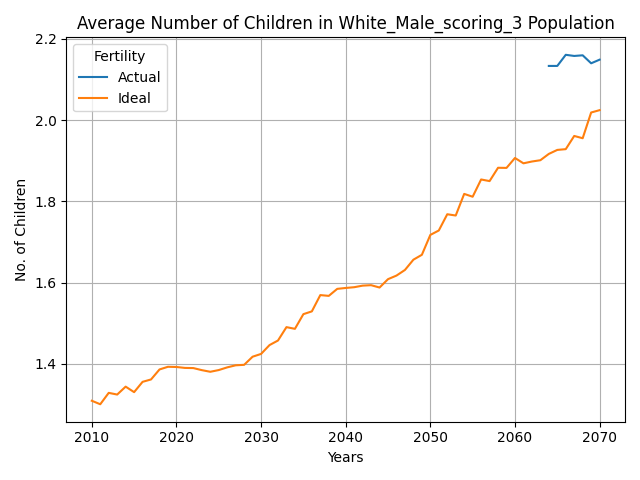 Average Number of Children in White_Male_scoring_3 Population
Fertility
Actual
Ideal
No. of Children
2.2
2.0
1.8
1.6
1.4
2010 2020 2030 2040 2050 2060 2070
Years